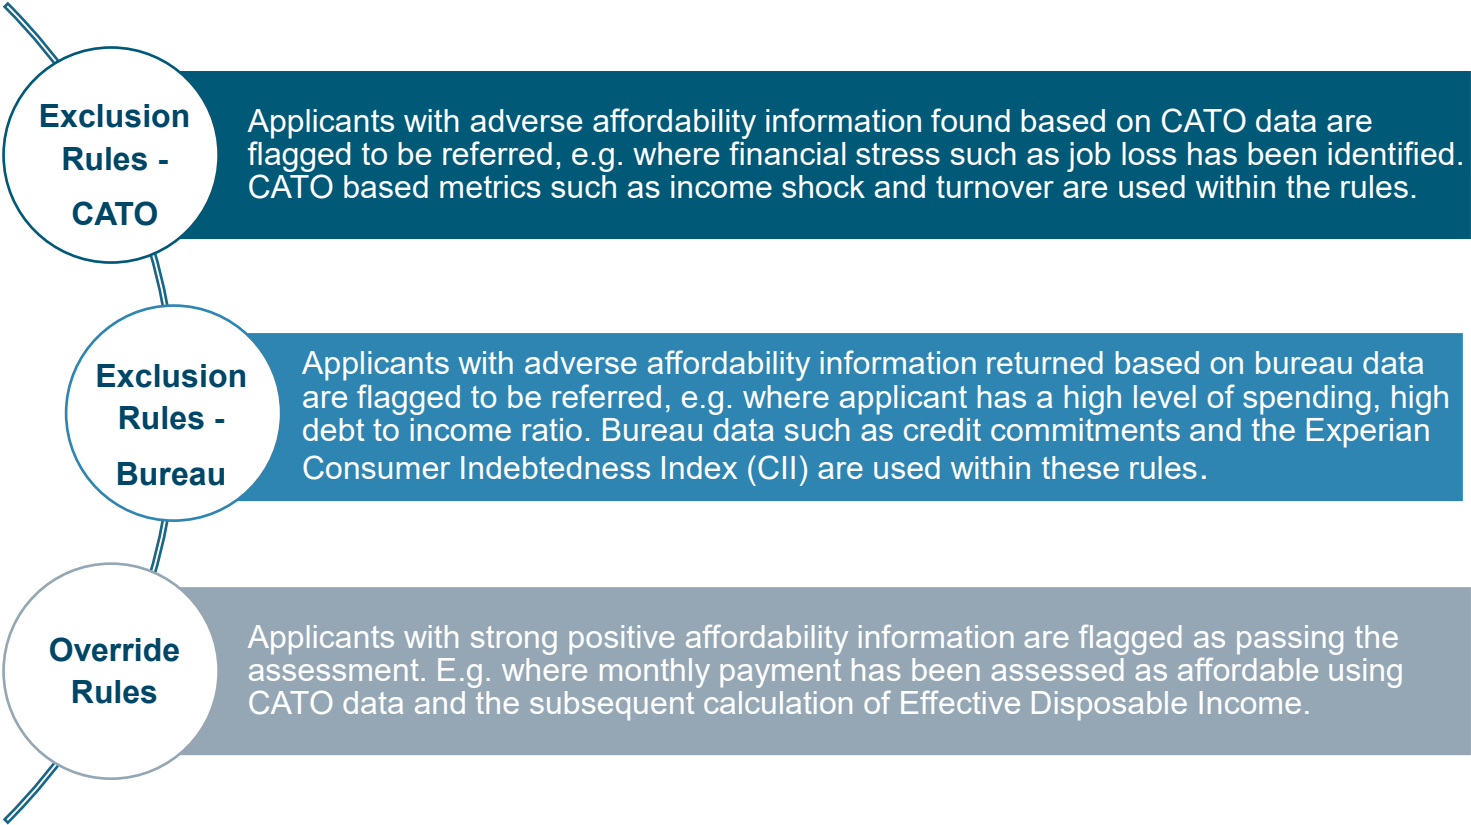 Exclusion
Rules -
CATO
Applicants with adverse affordability information found based on CATO data are
flagged to be referred, e.g. where financial stress such as job loss has been identified.
CATO based metrics such as income shock and turnover are used within the rules.
Exclusion
Rules -
Bureau
Applicants with adverse affordability information returned based on bureau data
are flagged to be referred, e.g. where applicant has a high level of spending, high
debt to income ratio. Bureau data such as credit commitments and the Experian
Consumer Indebtedness Index (CII) are used within these rules.
Override
Rules
Applicants with strong positive affordability information are flagged as passing the
assessment. E.g. where monthly payment has been assessed as affordable using
CATO data and the subsequent calculation of Effective Disposable Income.